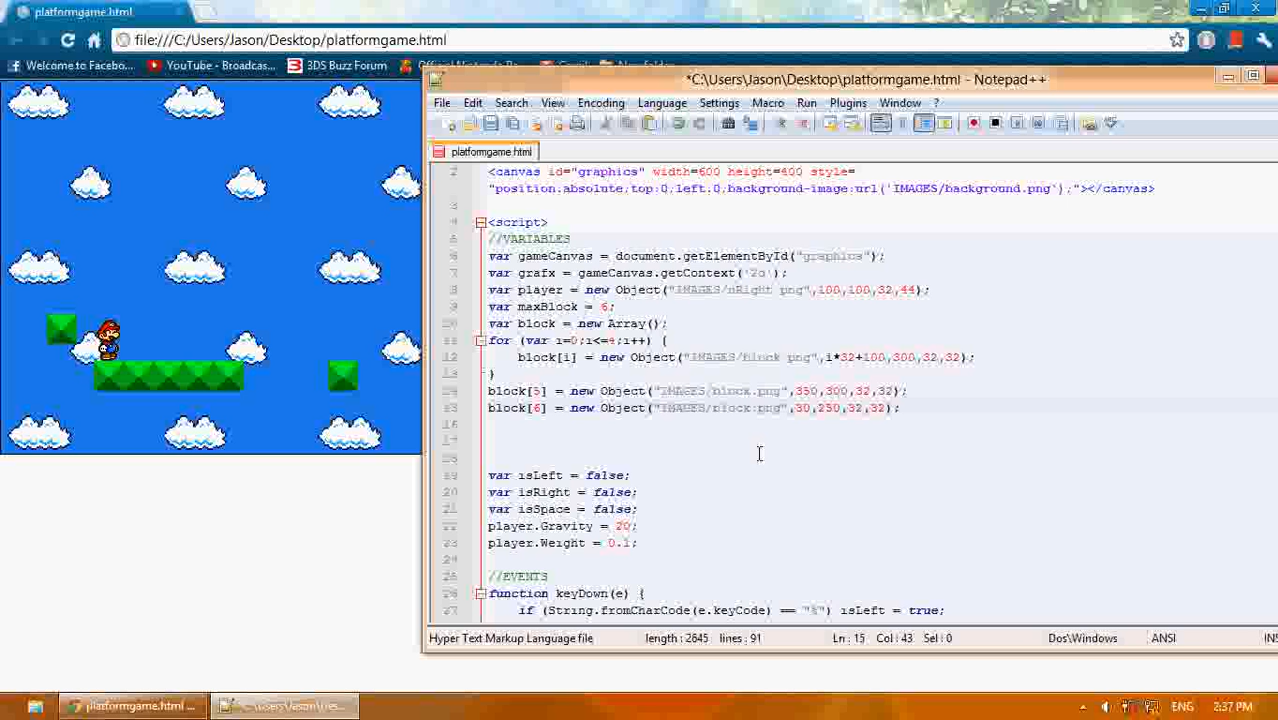 platformgame.html
file:///C:/Users/Jason/Desktop/platformgame.html
Welcome to Facebo...
YouTube - Broadcas...
3DS Buzz Forum
*C:\Users\Jason\Desktop\platformgame.html - Notepad++
File Edit Search View Encoding Language Settings Macro Run Plugins Window ?
platformgame.html
2 <canvas id="graphics" width=600 height=400 style=
"position:absolute;top:0;left:0;background-image:url('IMAGES/background.png');"></canvas>
3
4 <script>
5 //VARIABLES
6 var gameCanvas = document.getElementById("graphics");
7 var grafx = gameCanvas.getContext('2d');
8 var player = new Object("IMAGES/nRight png",100,100,32,44);
9 var maxBlock = 6;
10 var block = new Array();
11 for (var i=0;i<=4;i++) {
12 block[i] = new Object("IMAGES/block png",i*32+100,300,32,32);
13 }
14 block[5] = new Object("IMAGES/block.png",350,300,32,32);
15 block[6] = new Object("IMAGES/block.png",30,250,32,32);
16
17
18
19 var isLeft = false;
20 var isRight = false;
21 var isSpace = false;
22 player.Gravity = 20;
23 player.Weight = 0.1;
24
25 //EVENTS
26 function keyDown(e) {
27 if (String.fromCharCode(e.keyCode) == "%") isLeft = true;
Hyper Text Markup Language file length : 2645 lines : 91 Ln : 15 Col : 43 Sel : 0 Dos\Windows ANSI
platformgame.html ...
ENG 2:37 PM